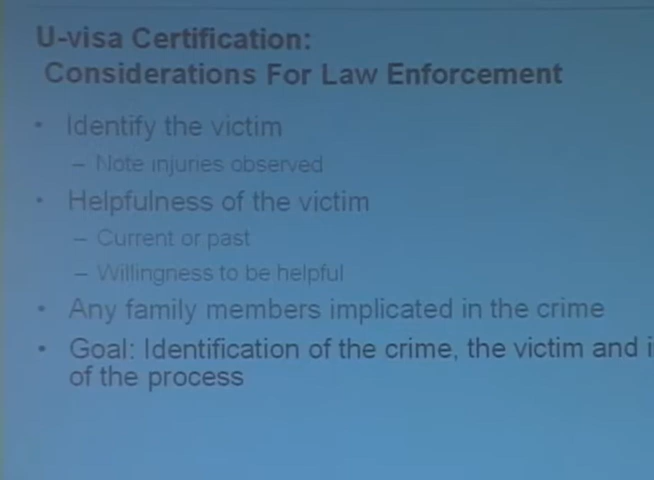 U-visa Certification:
Considerations For Law Enforcement
• Identify the victim
– Note injuries observed
• Helpfulness of the victim
– Current or past
– Willingness to be helpful
• Any family members implicated in the crime
• Goal: Identification of the crime, the victim and i
of the process